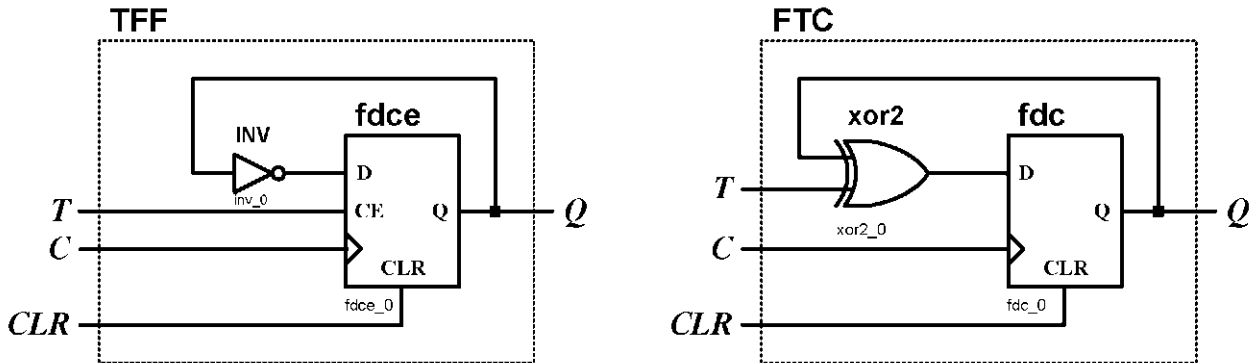 TFF
fdce
INV
D
inv_0
T
CE
Q
Q
C
CLR
fdce_0
CLR
FTC
xor2
fdc
D
T
Q
Q
xor2_0
C
CLR
fdc_0
CLR